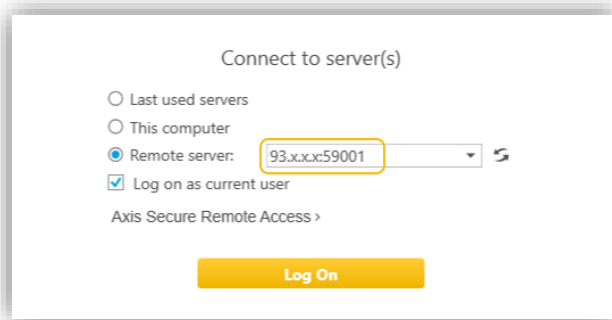 Connect to server(s)
Last used servers
This computer
Remote server: 93.x.x.x:59001
Log on as current user
Axis Secure Remote Access >
Log On